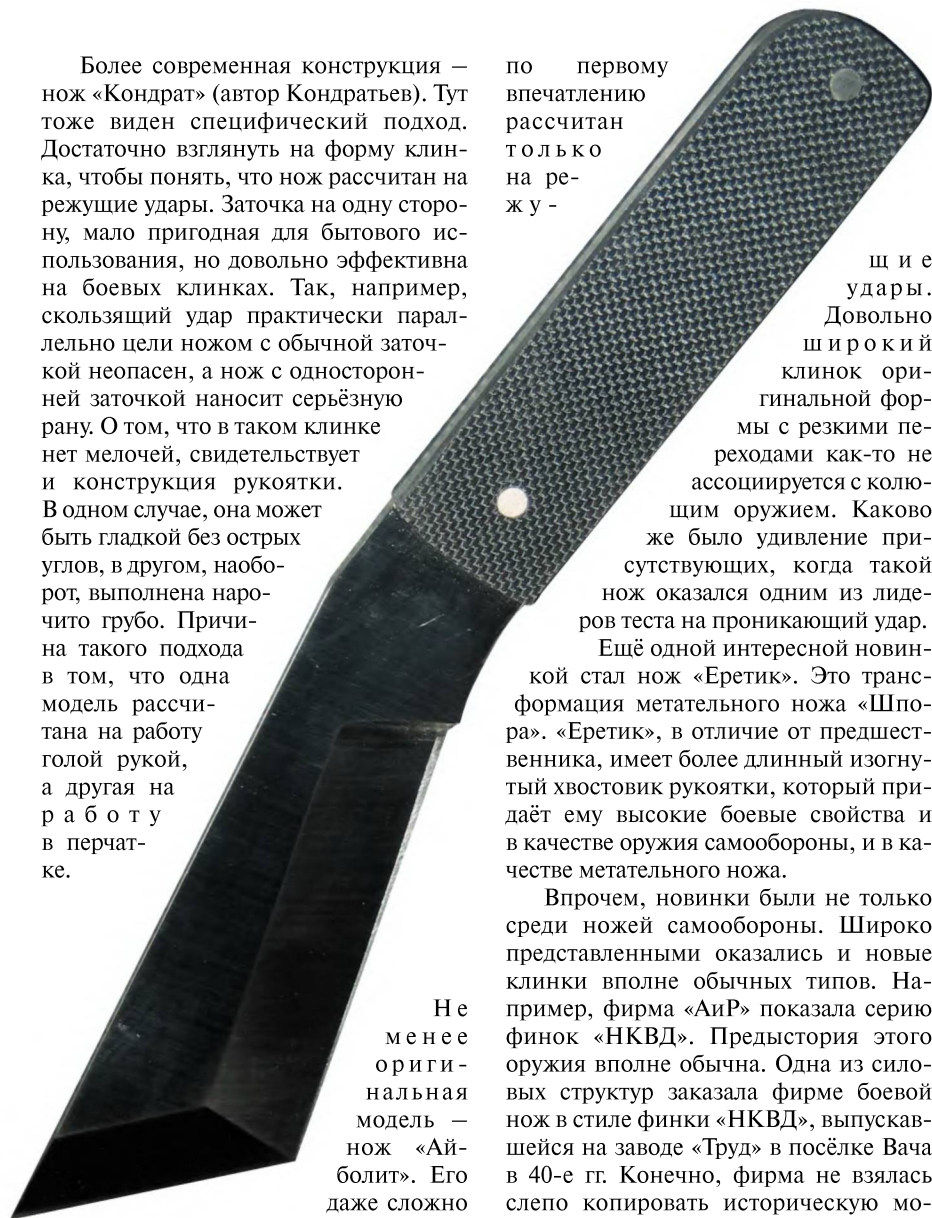 Более современная конструкция –
нож «Кондрат» (автор Кондратьев). Тут
тоже виден специфический подход.
Достаточно взглянуть на форму клин-
ка, чтобы понять, что нож рассчитан на
режущие удары. Заточка на одну сторо-
ну, мало пригодная для бытового ис-
пользования, но довольно эффективна
на боевых клинках. Так, например,
скользящий удар практически парал-
лельно цели ножом с обычной заточ-
кой неопасен, а нож с односторон-
ней заточкой наносит серьёзную
рану. О том, что в таком клинке
нет мелочей, свидетельствует
и конструкция рукоятки.
В одном случае, она может
быть гладкой без острых
углов, в другом, наобо-
рот, выполнена наро-
чито грубо. Причи-
на такого подхода
в том, что одна
модель рассчи-
тана на работу
голой рукой,
а другая на
работу
в перчат-
ке.
Не
менее
ориги-
нальная
модель –
нож «Ай-
болит». Его
даже сложно
по первому
впечатлению
рассчитан
только
на ре-
жу-
щие
удары.
Довольно
широкий
клинок ори-
гинальной фор-
мы с резкими пе-
реходами как-то не
ассоциируется с колю-
щим оружием. Каково
же было удивление при-
сутствующих, когда такой
нож оказался одним из лиде-
ров теста на проникающий удар.
Ещё одной интересной новин-
кой стал нож «Еретик». Это транс-
формация метательного ножа «Шпо-
ра». «Еретик», в отличие от предшест-
венника, имеет более длинный изогну-
тый хвостовик рукоятки, который при-
даёт ему высокие боевые свойства и
в качестве оружия самообороны, и в ка-
честве метательного ножа.
Впрочем, новинки были не только
среди ножей самообороны. Широко
представленными оказались и новые
клинки вполне обычных типов. На-
пример, фирма «АиР» показала серию
финок «НКВД». Предыстория этого
оружия вполне обычна. Одна из сило-
вых структур заказала фирме боевой
нож в стиле финки «НКВД», выпускав-
шейся на заводе «Труд» в посёлке Вача
в 40-е гг. Конечно, фирма не взялась
слепо копировать историческую мо-